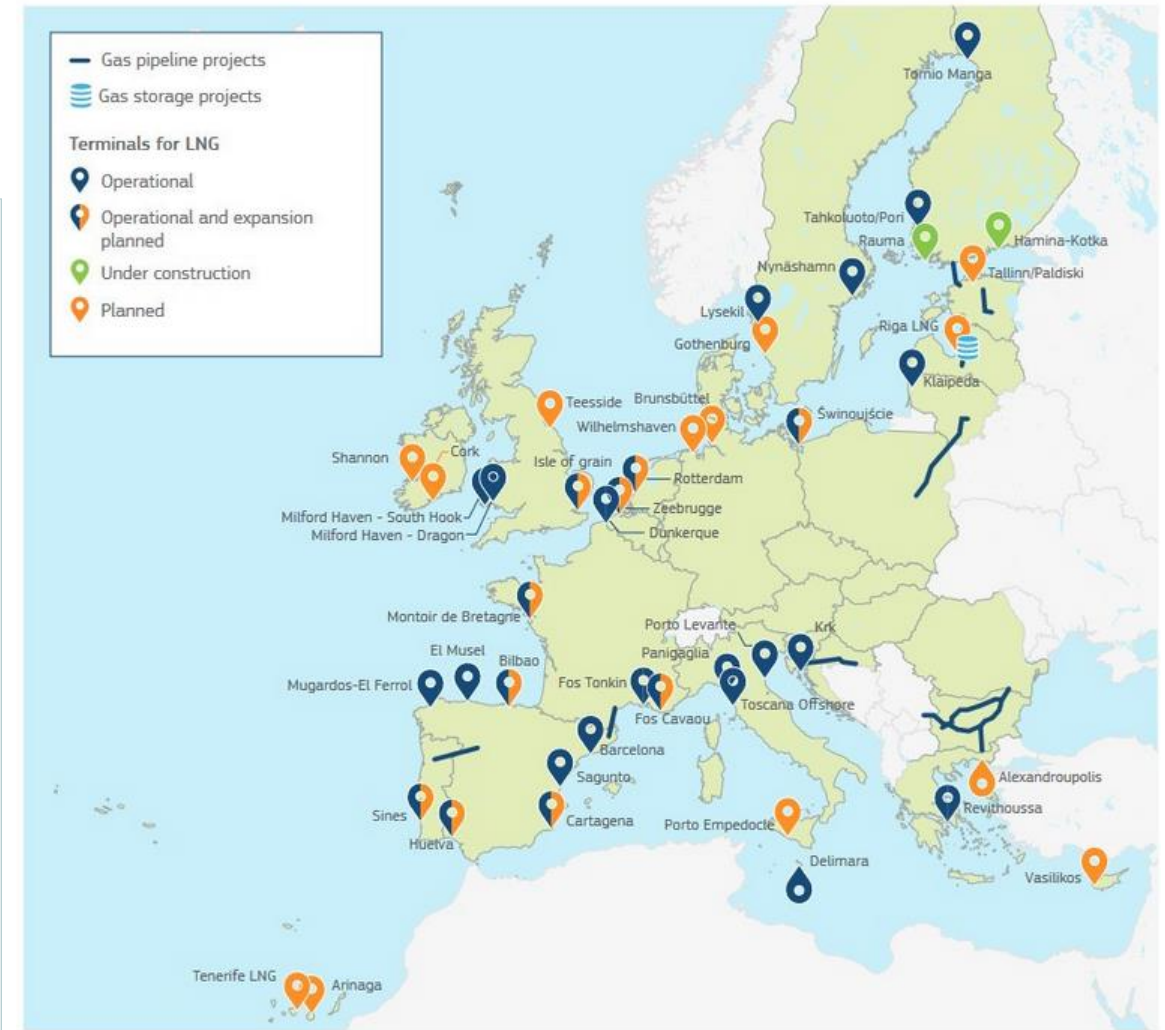 Gas pipeline projects
Gas storage projects
Terminals for LNG
Operational
Operational and expansion
planned
Under construction
Planned
Tornio Manga
Tahkoluoto/Pori
Rauma
Hamina-Kotka
Nynäshamn
Tallinn/Paldiski
Lysekil
Riga LNG
Gothenburg
Klaipeda
Teesside
Brunsbüttel
Świnoujście
Wilhelmshaven
Shannon
Cork
Isle of grain
Rotterdam
Milford Haven - South Hook
Zeebrugge
Milford Haven - Dragon
Dunkerque
Montoir de Bretagne
Porto Levante
Krk
El Musel
Bilbao
Panigaglia
Mugardos-El Ferrol
Fos Tonkin
Toscana Offshore
Fos Cavaou
Barcelona
Sagunto
Alexandroupolis
Revithoussa
Sines
Cartagena
Porto Empedocle
Huelva
Delimara
Vasilikos
Tenerife LNG
Arinaga